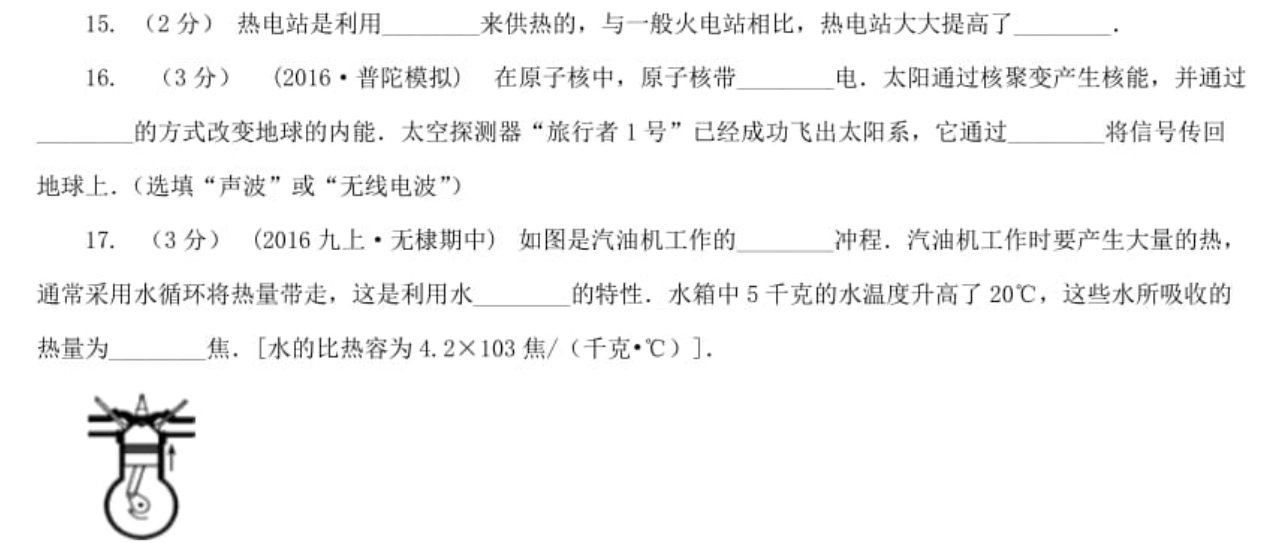 15. （2 分） 热电站是利用________来供热的，与一般火电站相比，热电站大大提高了________．
16. （3 分） （2016·普陀模拟） 在原子核中，原子核带________电．太阳通过核聚变产生核能，并通过
________的方式改变地球的内能．太空探测器“旅行者 1 号”已经成功飞出太阳系，它通过________将信号传回
地球上．（选填“声波”或“无线电波”）
17. （3 分） （2016 九上·无棣期中） 如图是汽油机工作的________冲程．汽油机工作时要产生大量的热，
通常采用水循环将热量带走，这是利用水________的特性．水箱中 5 千克的水温度升高了 20℃，这些水所吸收的
热量为________焦．[水的比热容为 4.2×103 焦/（千克•℃）]．